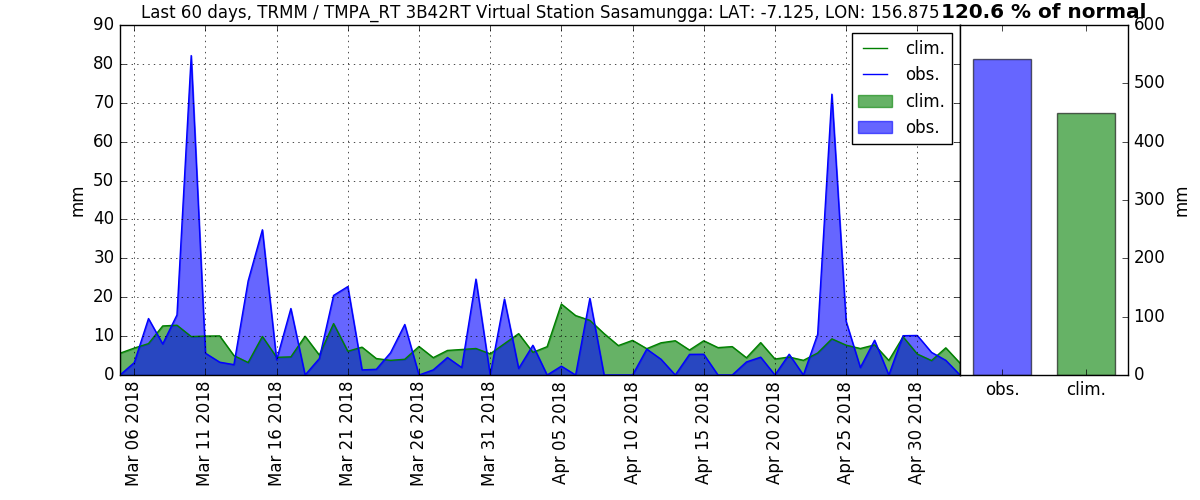 Last 60 days, TRMM / TMPA_RT 3B42RT Virtual Station Sasamungga: LAT: -7.125, LON: 156.875
120.6 % of normal
90
80
70
60
50
40
30
20
10
0
mm
clim.
obs.
clim.
obs.
Mar 06 2018
Mar 11 2018
Mar 16 2018
Mar 21 2018
Mar 26 2018
Mar 31 2018
Apr 05 2018
Apr 10 2018
Apr 15 2018
Apr 20 2018
Apr 25 2018
Apr 30 2018
600
500
400
300
200
100
0
mm
obs.
clim.